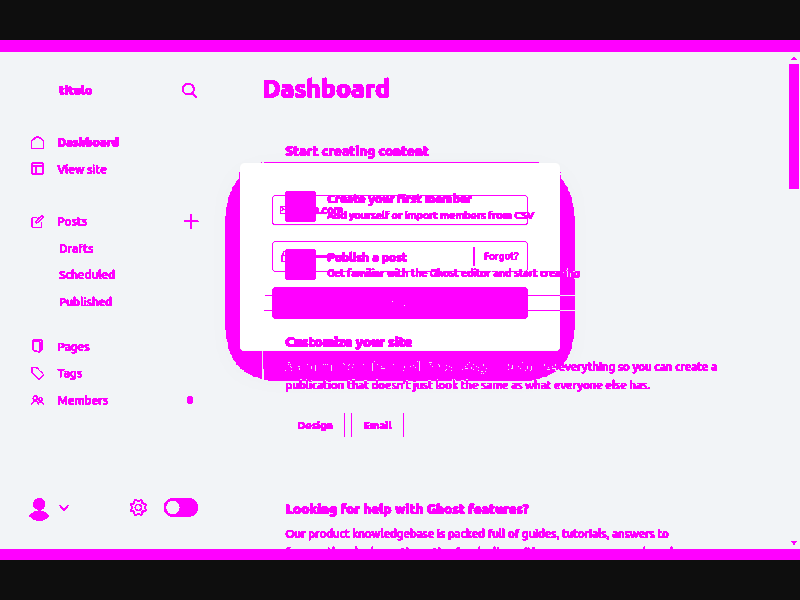 titulo
Dashboard
Dashboard
View site
Posts
Drafts
Scheduled
Published
Pages
Tags
Members
0
Start creating content
Create your first member
Add yourself or import members from CSV
Publish a post
Forgot?
Get familiar with the Ghost editor and start creating
Customize your site
everything so you can create a
publication that doesn't just look the same as what everyone else has.
Design
Email
Looking for help with Ghost features?
Our product knowledgebase is packed full of guides, tutorials, answers to